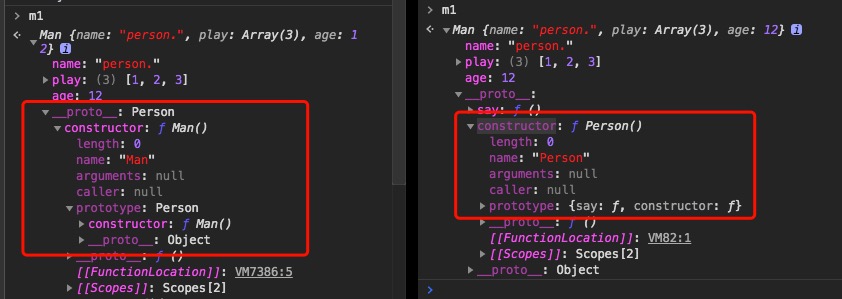 m1
Man {name: "person.", play: Array(3), age: 1
2} i
name: "person."
play: (3) [1, 2, 3]
age: 12
__proto__: Person
constructor: ƒ Man()
length: 0
name: "Man"
arguments: null
caller: null
prototype: Person
constructor: ƒ Man()
__proto__: Object
__proto__: ƒ ()
[[FunctionLocation]]: VM7386:5
[[Scopes]]: Scopes[2]
m1
Man {name: "person.", play: Array(3), age: 12} i
name: "person."
play: (3) [1, 2, 3]
age: 12
__proto__:
say: ƒ ()
constructor: ƒ Person()
length: 0
name: "Person"
arguments: null
caller: null
prototype: {say: ƒ, constructor: ƒ}
__proto__: ƒ ()
[[FunctionLocation]]: VM82:1
[[Scopes]]: Scopes[2]
__proto__: Object